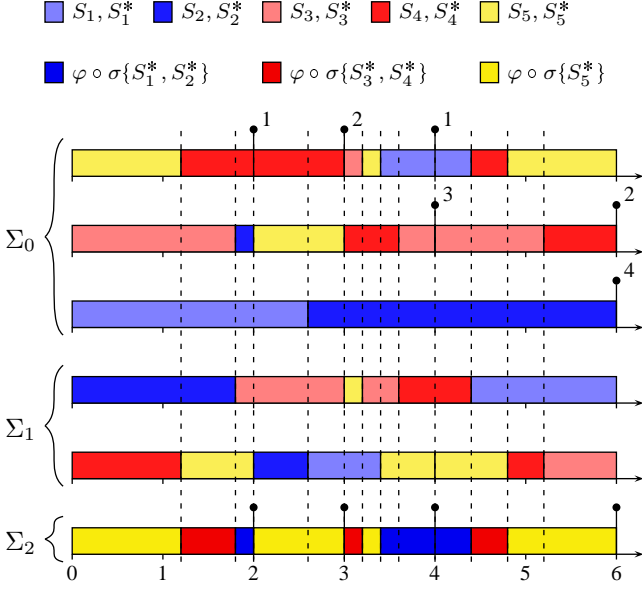 S₁, S₁* S₂, S₂* S₃, S₃* S₄, S₄* S₅, S₅*
φ ∘ σ{S₁*, S₂*} φ ∘ σ{S₃*, S₄*} φ ∘ σ{S₅*}
1 2 1
3 2
Σ₀
4
Σ₁
Σ₂
0 1 2 3 4 5 6